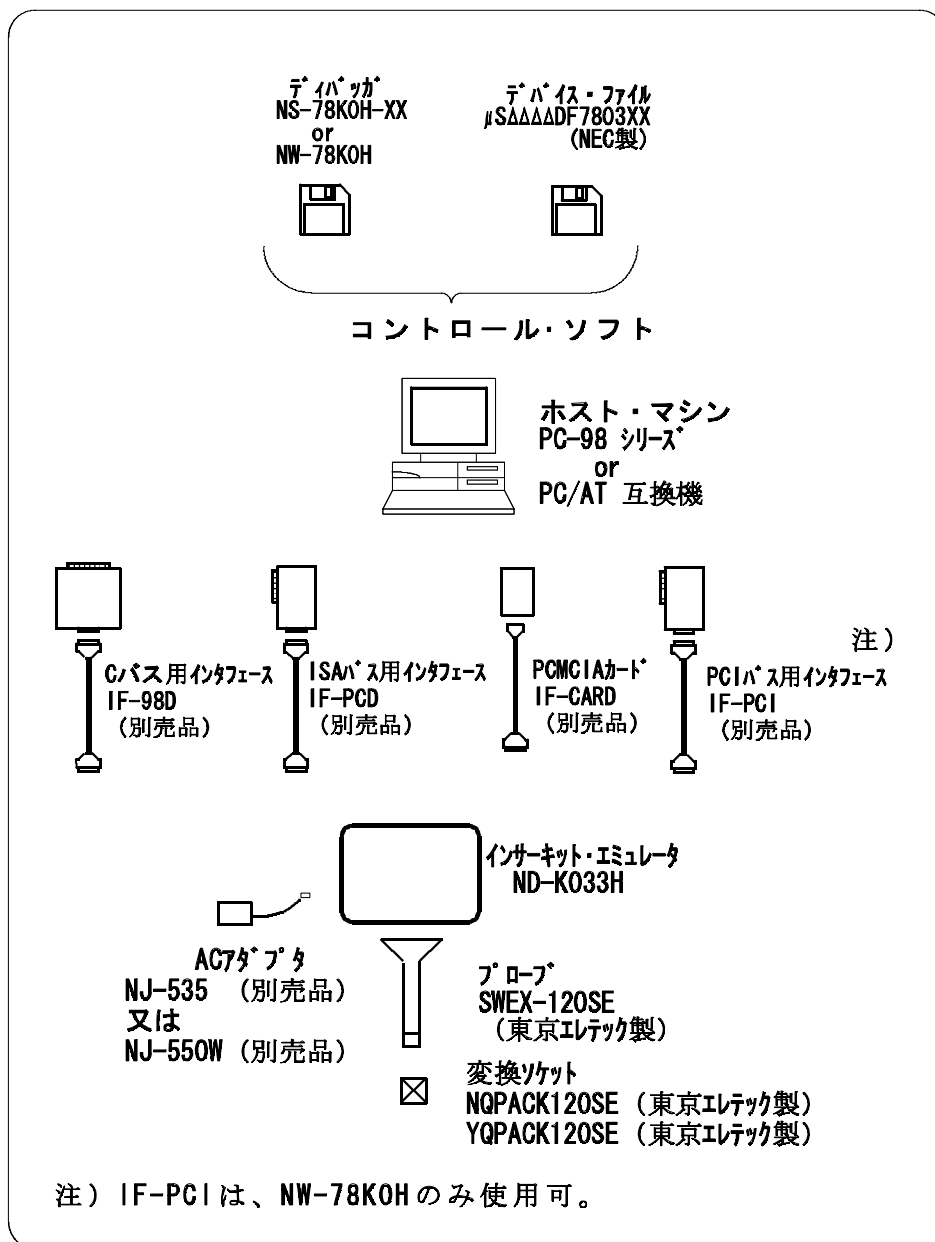 ディバッガ
NS-78K0H-XX
or
NW-78K0H
デバイス・ファイル
μSΔΔΔΔDF7803XX
(NEC製)
コントロール・ソフト
ホスト・マシン
PC-98 シリーズ
or
PC/AT 互換機
注）
Cバス用インタフェース
IF-98D
（別売品）
ISAバス用インタフェース
IF-PCD
（別売品）
PCMCIAカード
IF-CARD
（別売品）
PCIバス用インタフェース
IF-PCI
（別売品）
インサーキット・エミュレータ
ND-K033H
ACアダプタ
NJ-535 （別売品）
又は
NJ-550W （別売品）
プローブ
SWEX-120SE
（東京エレテック製）
変換ソケット
NQPACK120SE （東京エレテック製）
YQPACK120SE （東京エレテック製）
注）IF-PCIは、NW-78K0Hのみ使用可。